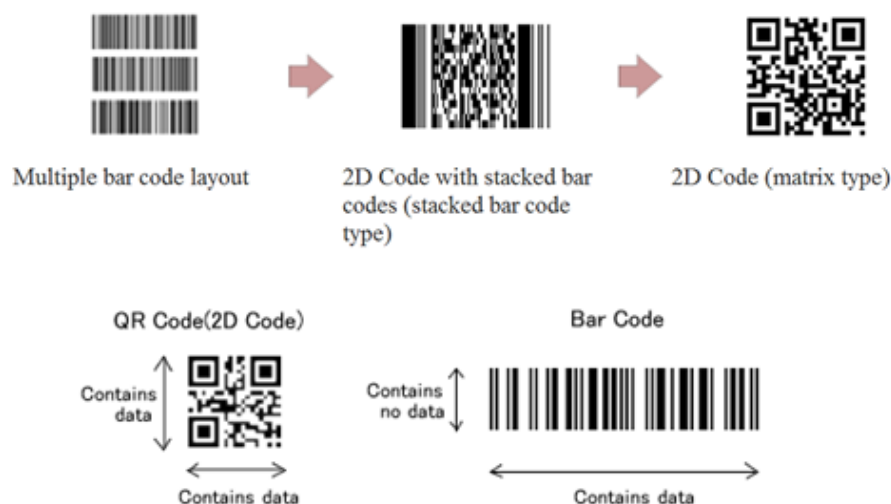 Multiple bar code layout
2D Code with stacked bar
codes (stacked bar code
type)
2D Code (matrix type)
QR Code(2D Code)
Contains
data
Contains data
Bar Code
Contains
no data
Contains data